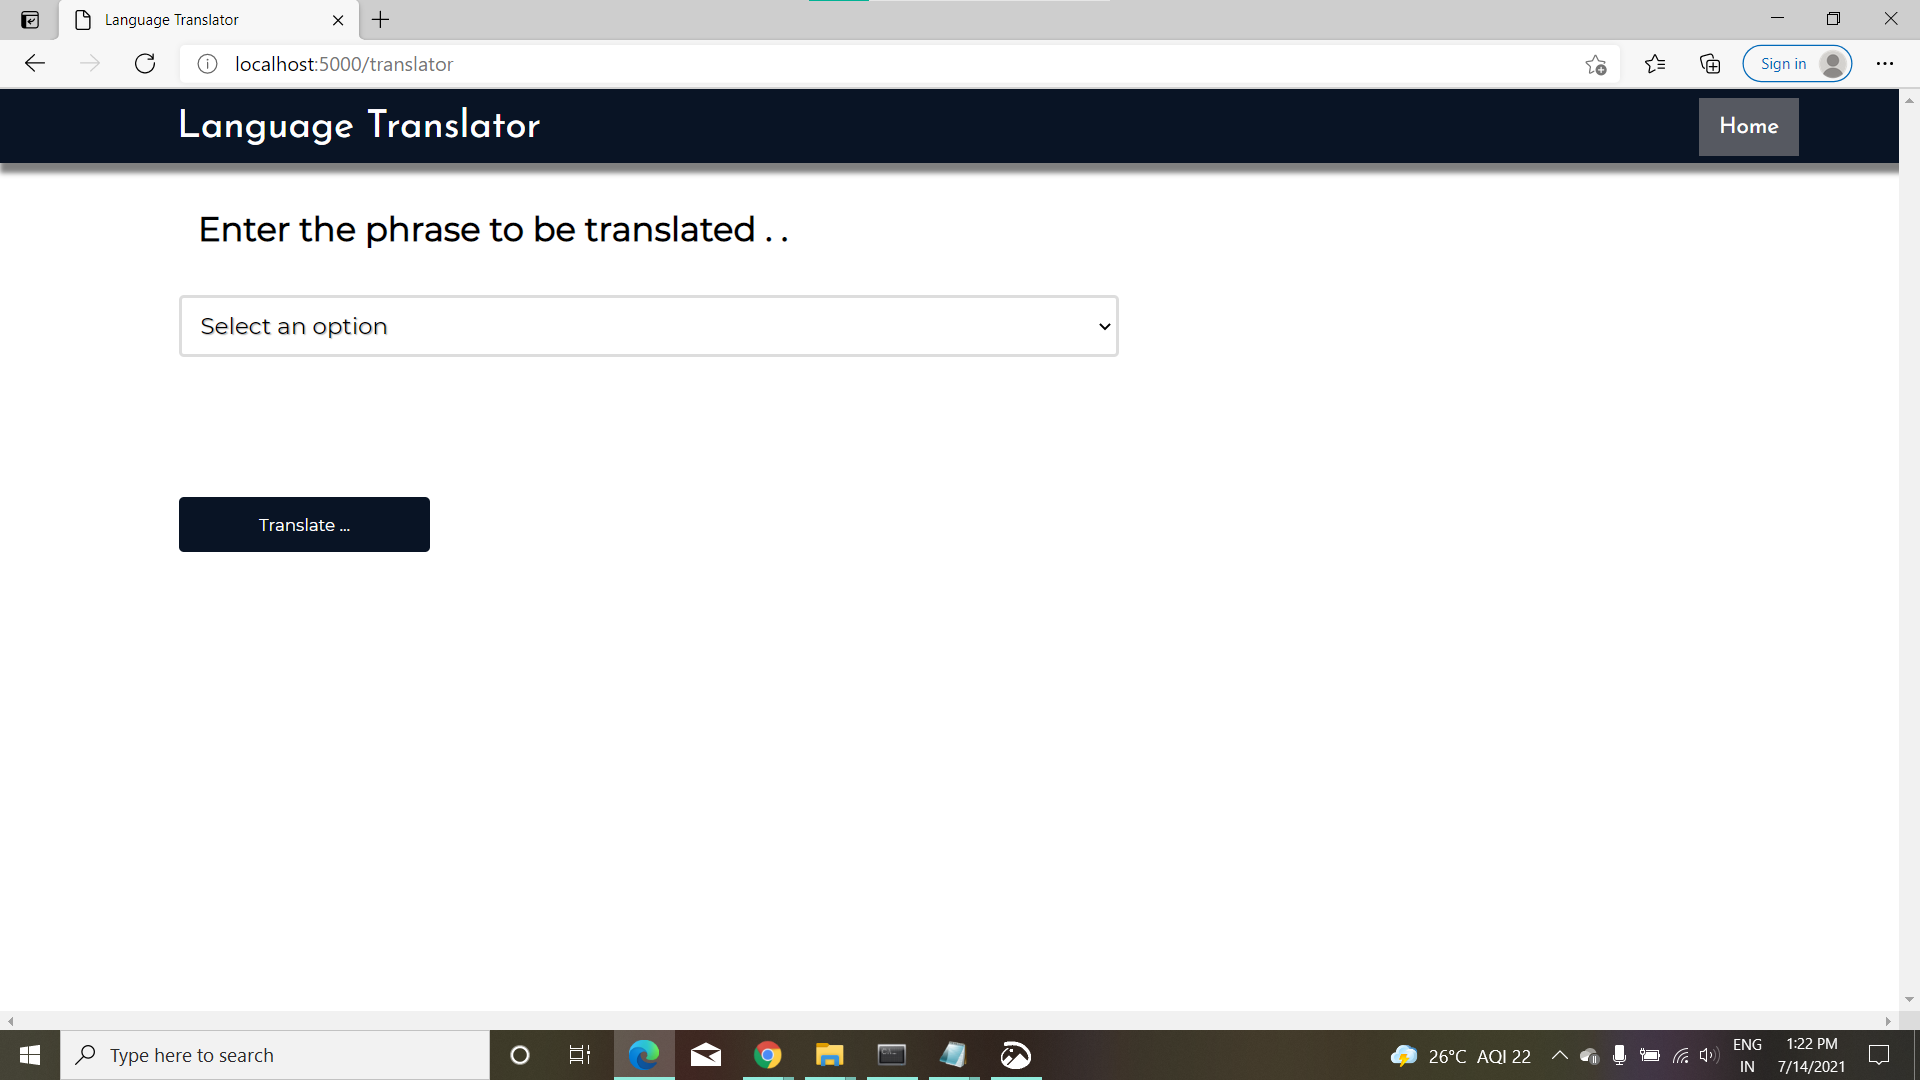 Language Translator
localhost:5000/translator
Sign in
Language Translator
Home
Enter the phrase to be translated . .
Select an option
Translate ...
Type here to search
26°C AQI 22
ENG
IN
1:22 PM
7/14/2021